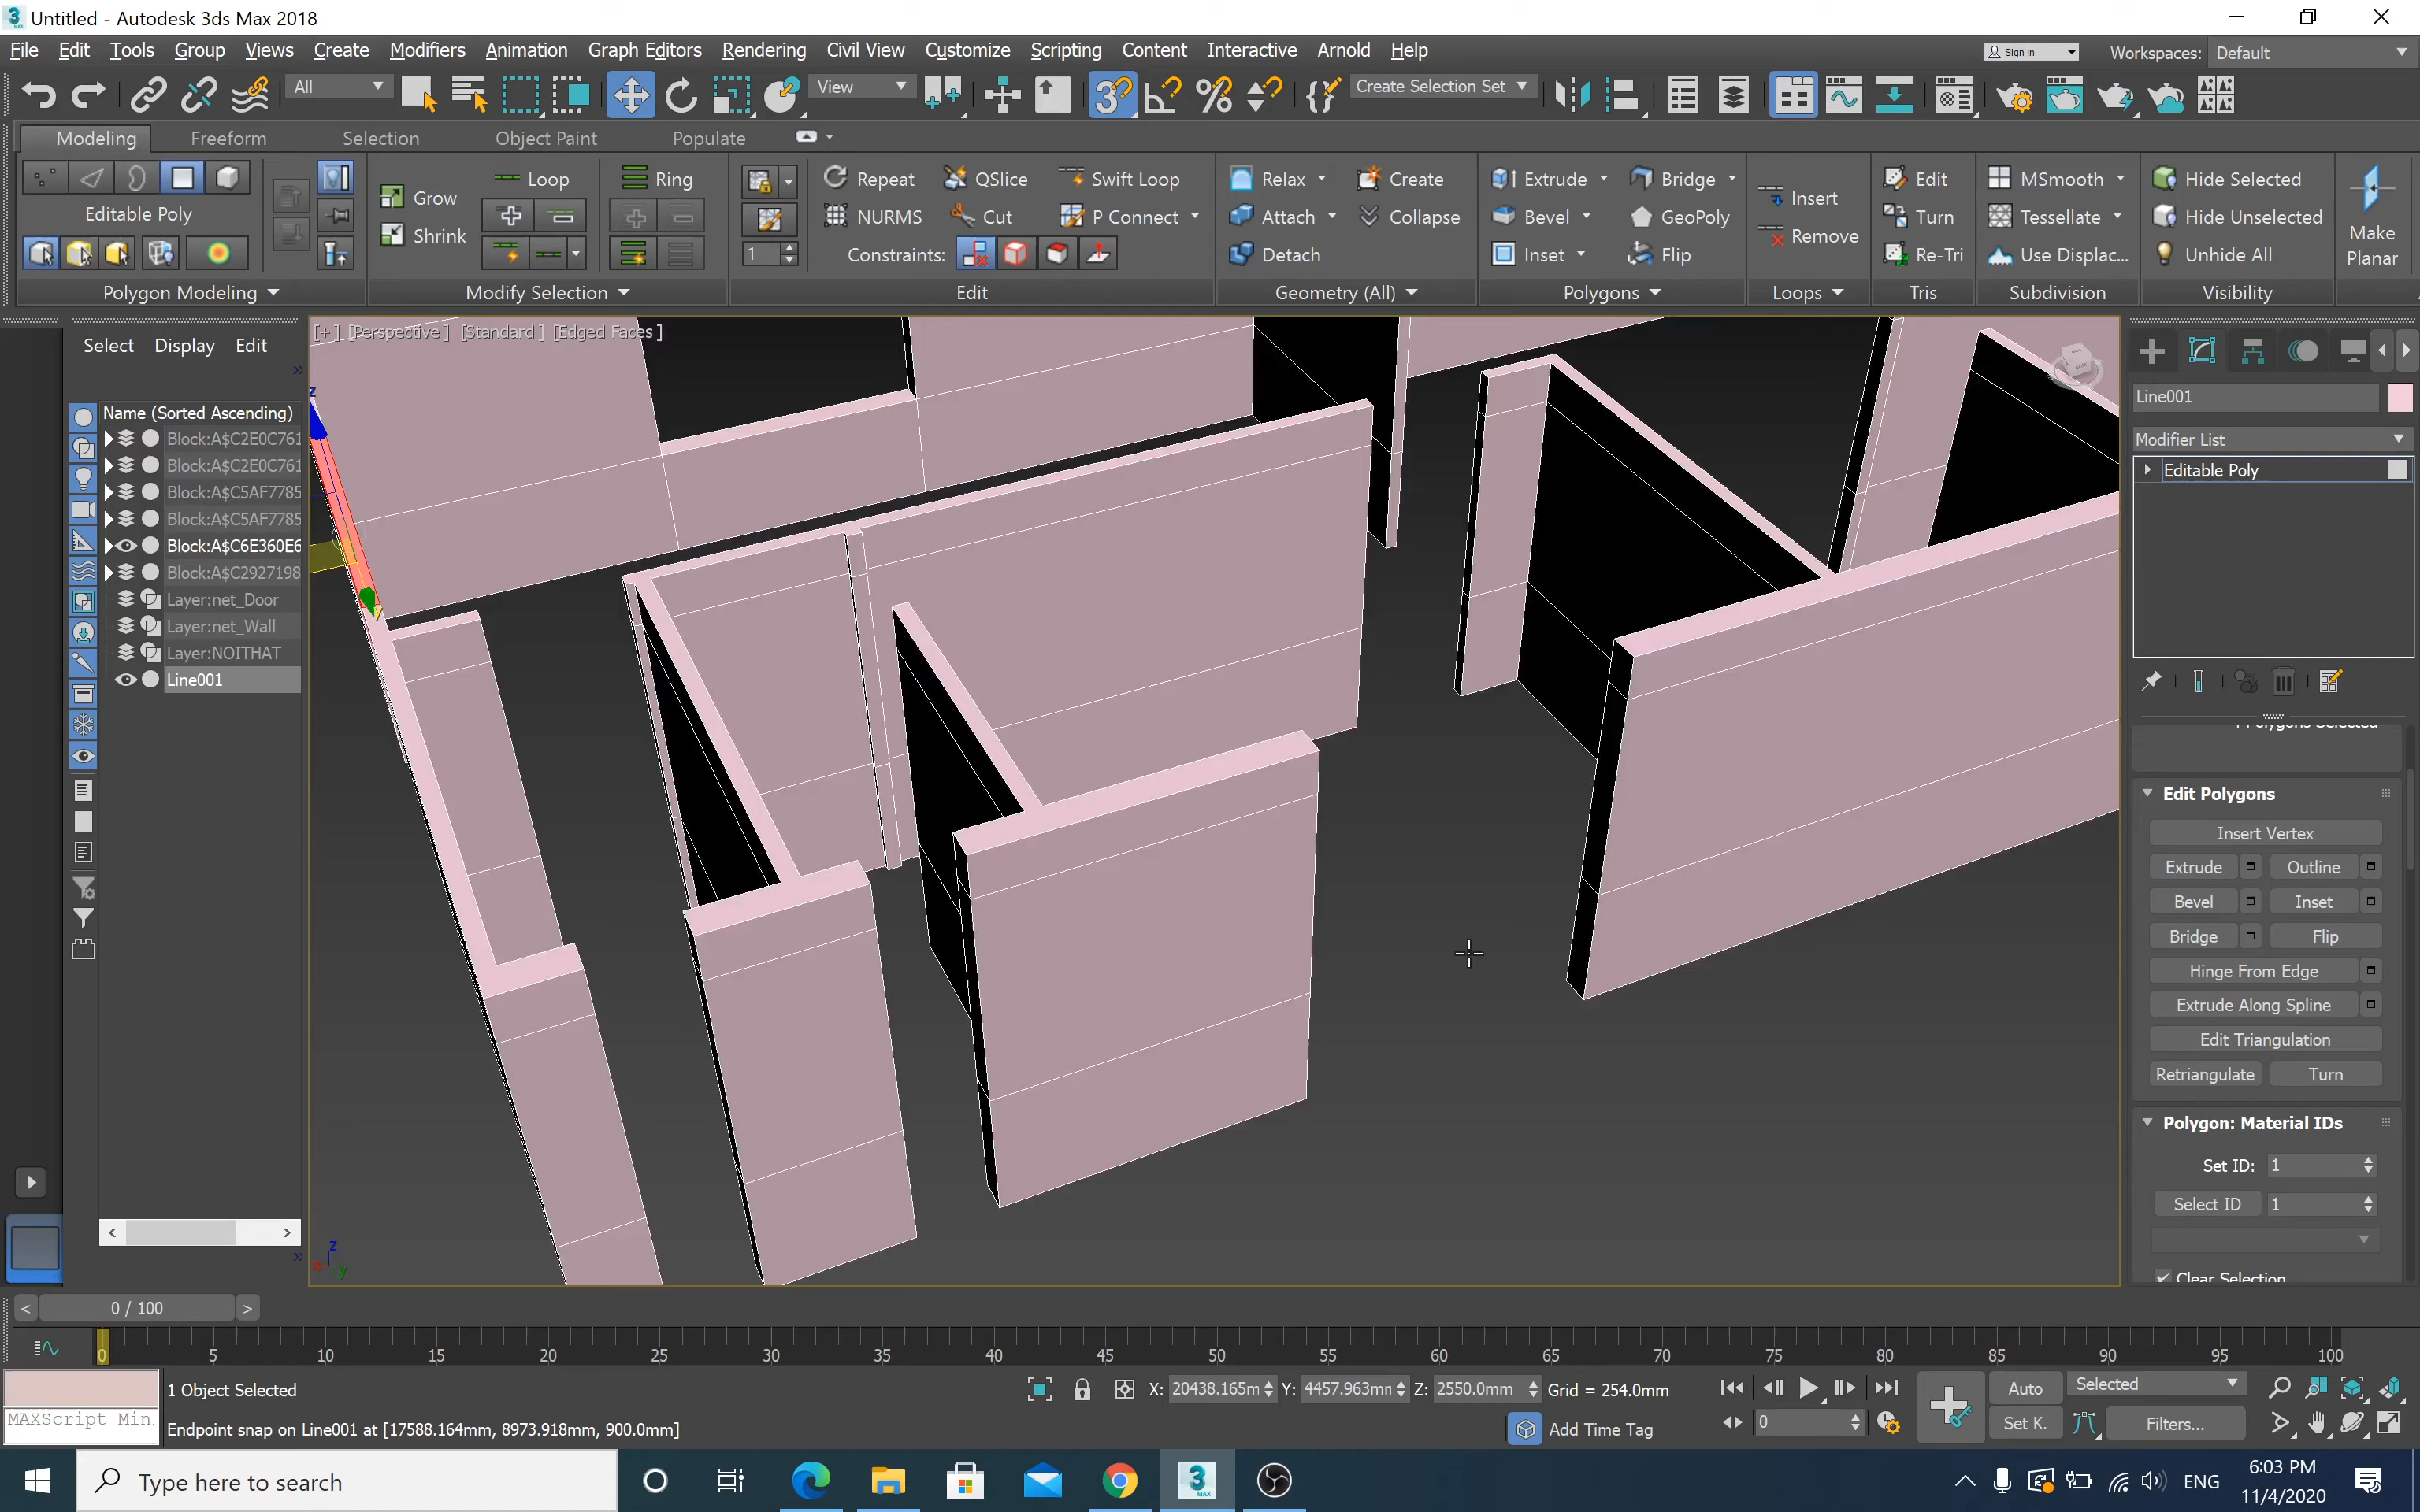 Untitled - Autodesk 3ds Max 2018
File Edit Tools Group Views Create Modifiers Animation Graph Editors Rendering Civil View Customize Scripting Content Interactive Arnold Help
Sign In
Workspaces: Default
All
View
Create Selection Set
Modeling Freeform Selection Object Paint Populate
Editable Poly
Polygon Modeling
Grow
Shrink
Loop
Ring
Modify Selection
1
Repeat QSlice Swift Loop
NURMS Cut P Connect
Constraints:
Edit
Relax Create
Attach Collapse
Detach
Geometry (All)
Extrude Bridge
Bevel GeoPoly
Inset Flip
Polygons
Insert
Remove
Loops
Edit
Turn
Re-Tri
Tris
MSmooth
Tessellate
Use Displac...
Subdivision
Hide Selected
Hide Unselected
Unhide All
Visibility
Make
Planar
Select Display Edit
Name (Sorted Ascending)
Block:A$C2E0C761
Block:A$C2E0C761
Block:A$C5AF7785
Block:A$C5AF7785
Block:A$C6E360E6
Block:A$C2927198
Layer:net_Door
Layer:net_Wall
Layer:NOITHAT
Line001
[+] [Perspective] [Standard] [Edged Faces]
z
y
z
x
y
Line001
Modifier List
Editable Poly
Edit Polygons
Insert Vertex
Extrude Outline
Bevel Inset
Bridge Flip
Hinge From Edge
Extrude Along Spline
Edit Triangulation
Retriangulate Turn
Polygon: Material IDs
Set ID: 1
Select ID 1
Clear Selection
< 0 / 100 >
0 5 10 15 20 25 30 35 40 45 50 55 60 65 70 75 80 85 90 95 100
MAXScript Min
1 Object Selected
Endpoint snap on Line001 at [17588.164mm, 8973.918mm, 900.0mm]
X: 20438.165m Y: 4457.963mm Z: 2550.0mm Grid = 254.0mm
Add Time Tag
0
Auto Selected
Set K. Filters...
Type here to search
3
MAX
ENG
6:03 PM
11/4/2020